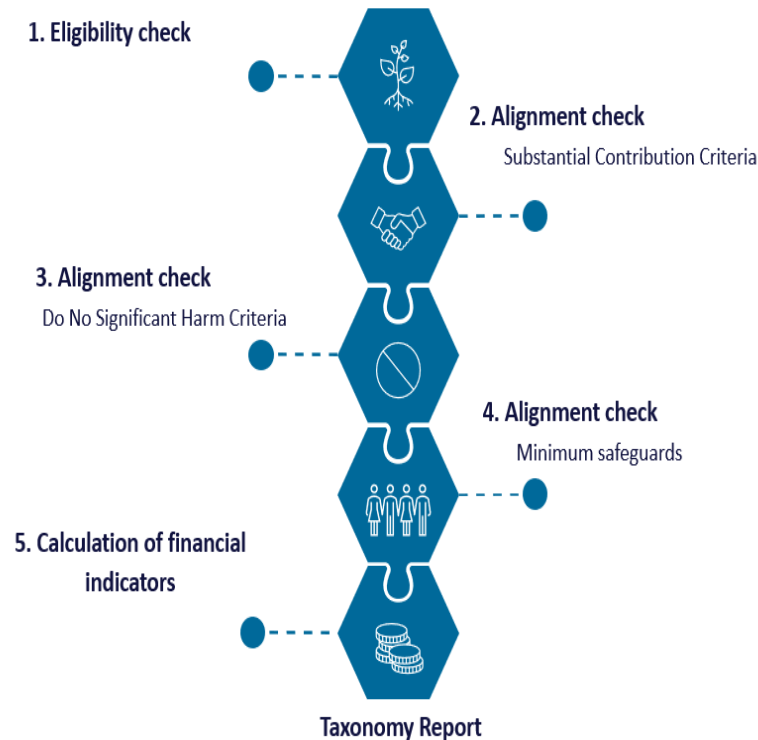 1. Eligibility check
2. Alignment check
Substantial Contribution Criteria
3. Alignment check
Do No Significant Harm Criteria
4. Alignment check
Minimum safeguards
5. Calculation of financial
indicators
Taxonomy Report